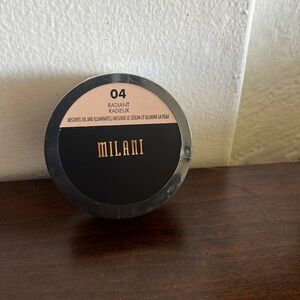 04
RADIANT
RADIEUX
ABSORBS OIL AND ILLUMINATES/ABSORBE LE SÉBUM ET ILLUMINE LA PEAU
MILANI